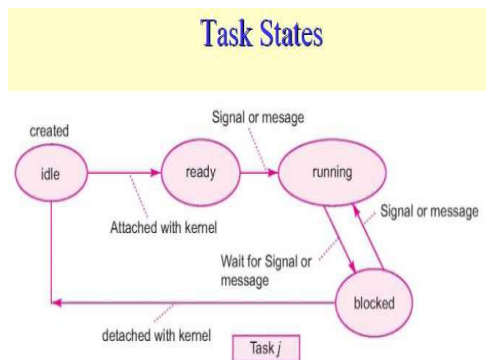 Task States
created
idle
Attached with kernel
ready
Signal or mesage
running
Signal or message
Wait for Signal or
message
blocked
detached with kernel
Task j